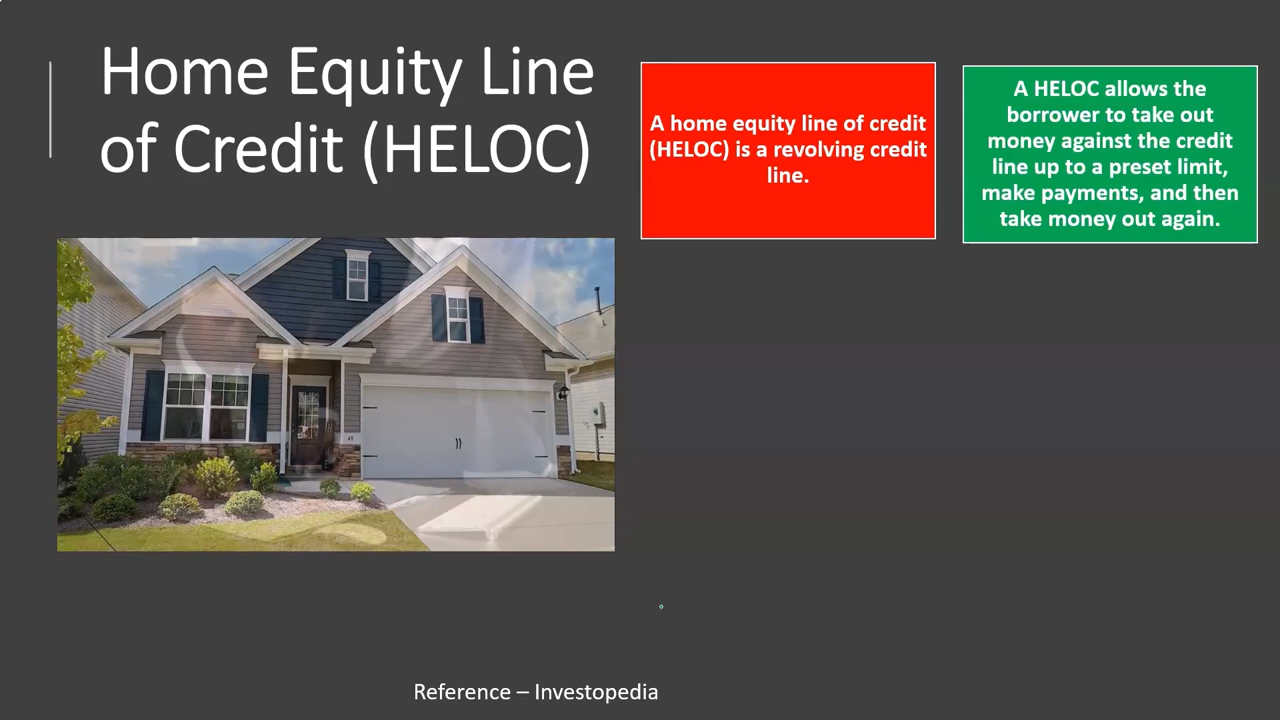 Home Equity Line
of Credit (HELOC)
A home equity line of credit
(HELOC) is a revolving credit
line.
A HELOC allows the
borrower to take out
money against the credit
line up to a preset limit,
make payments, and then
take money out again.
Reference – Investopedia